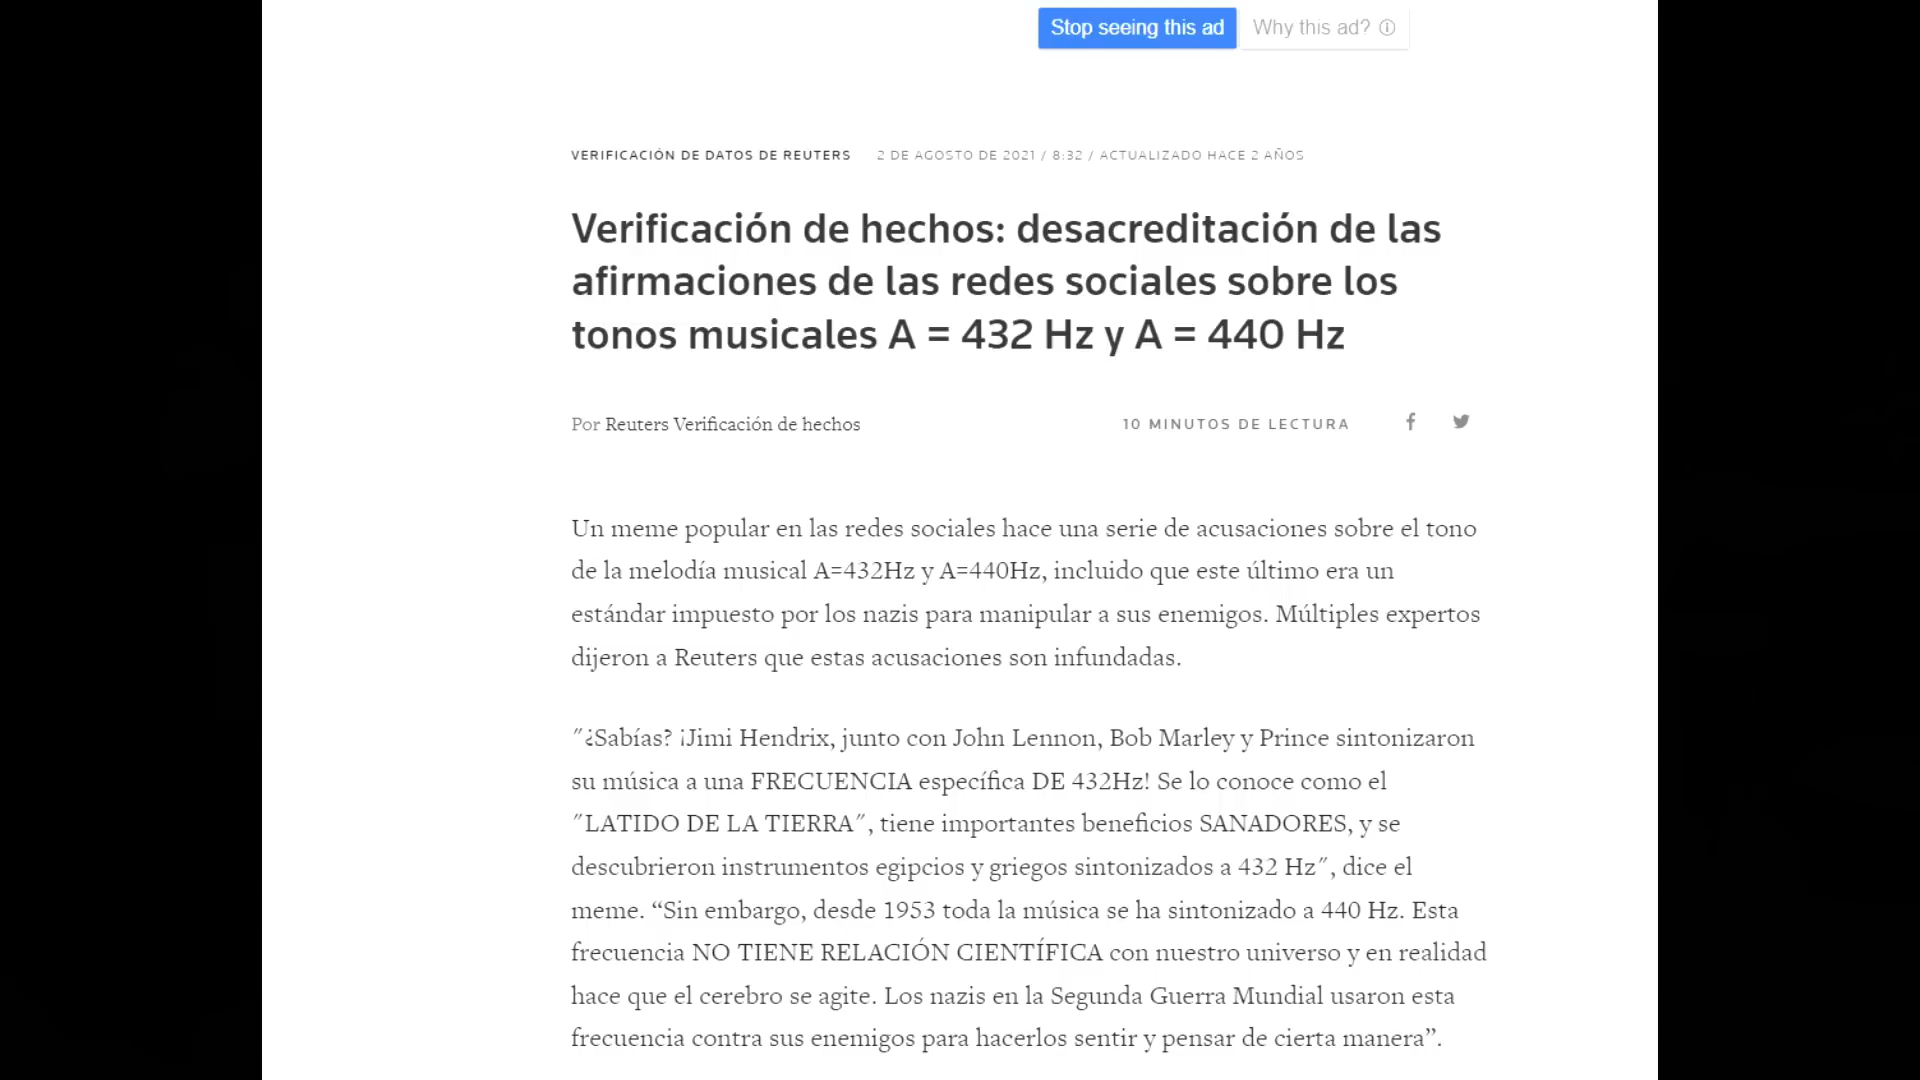 Stop seeing this ad Why this ad?
VERIFICACIÓN DE DATOS DE REUTERS 2 DE AGOSTO DE 2021 / 8:32 / ACTUALIZADO HACE 2 AÑOS
Verificación de hechos: desacreditación de las
afirmaciones de las redes sociales sobre los
tonos musicales A = 432 Hz y A = 440 Hz
Por Reuters Verificación de hechos 10 MINUTOS DE LECTURA
Un meme popular en las redes sociales hace una serie de acusaciones sobre el tono
de la melodía musical A=432Hz y A=440Hz, incluido que este último era un
estándar impuesto por los nazis para manipular a sus enemigos. Múltiples expertos
dijeron a Reuters que estas acusaciones son infundadas.
"¿Sabías? ¡Jimi Hendrix, junto con John Lennon, Bob Marley y Prince sintonizaron
su música a una FRECUENCIA específica DE 432Hz! Se lo conoce como el
"LATIDO DE LA TIERRA", tiene importantes beneficios SANADORES, y se
descubrieron instrumentos egipcios y griegos sintonizados a 432 Hz", dice el
meme. “Sin embargo, desde 1953 toda la música se ha sintonizado a 440 Hz. Esta
frecuencia NO TIENE RELACIÓN CIENTÍFICA con nuestro universo y en realidad
hace que el cerebro se agite. Los nazis en la Segunda Guerra Mundial usaron esta
frecuencia contra sus enemigos para hacerlos sentir y pensar de cierta manera”.